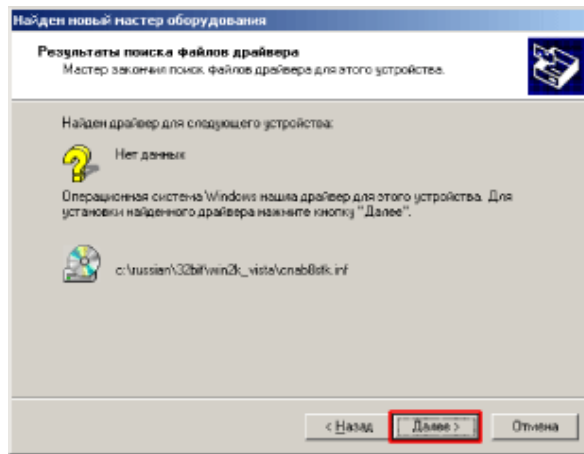 Найден новый мастер оборудования
Результаты поиска файлов драйвера
Мастер закончил поиск файлов драйвера для этого устройства.
Найден драйвер для следующего устройства:
Нет данных
Операционная система Windows нашла драйвер для этого устройства. Для
установки найденного драйвера нажмите кнопку "Далее".
c:\russian\32bit\win2k_vista\cnab8stk.inf
< Назад
Далее >
Отмена